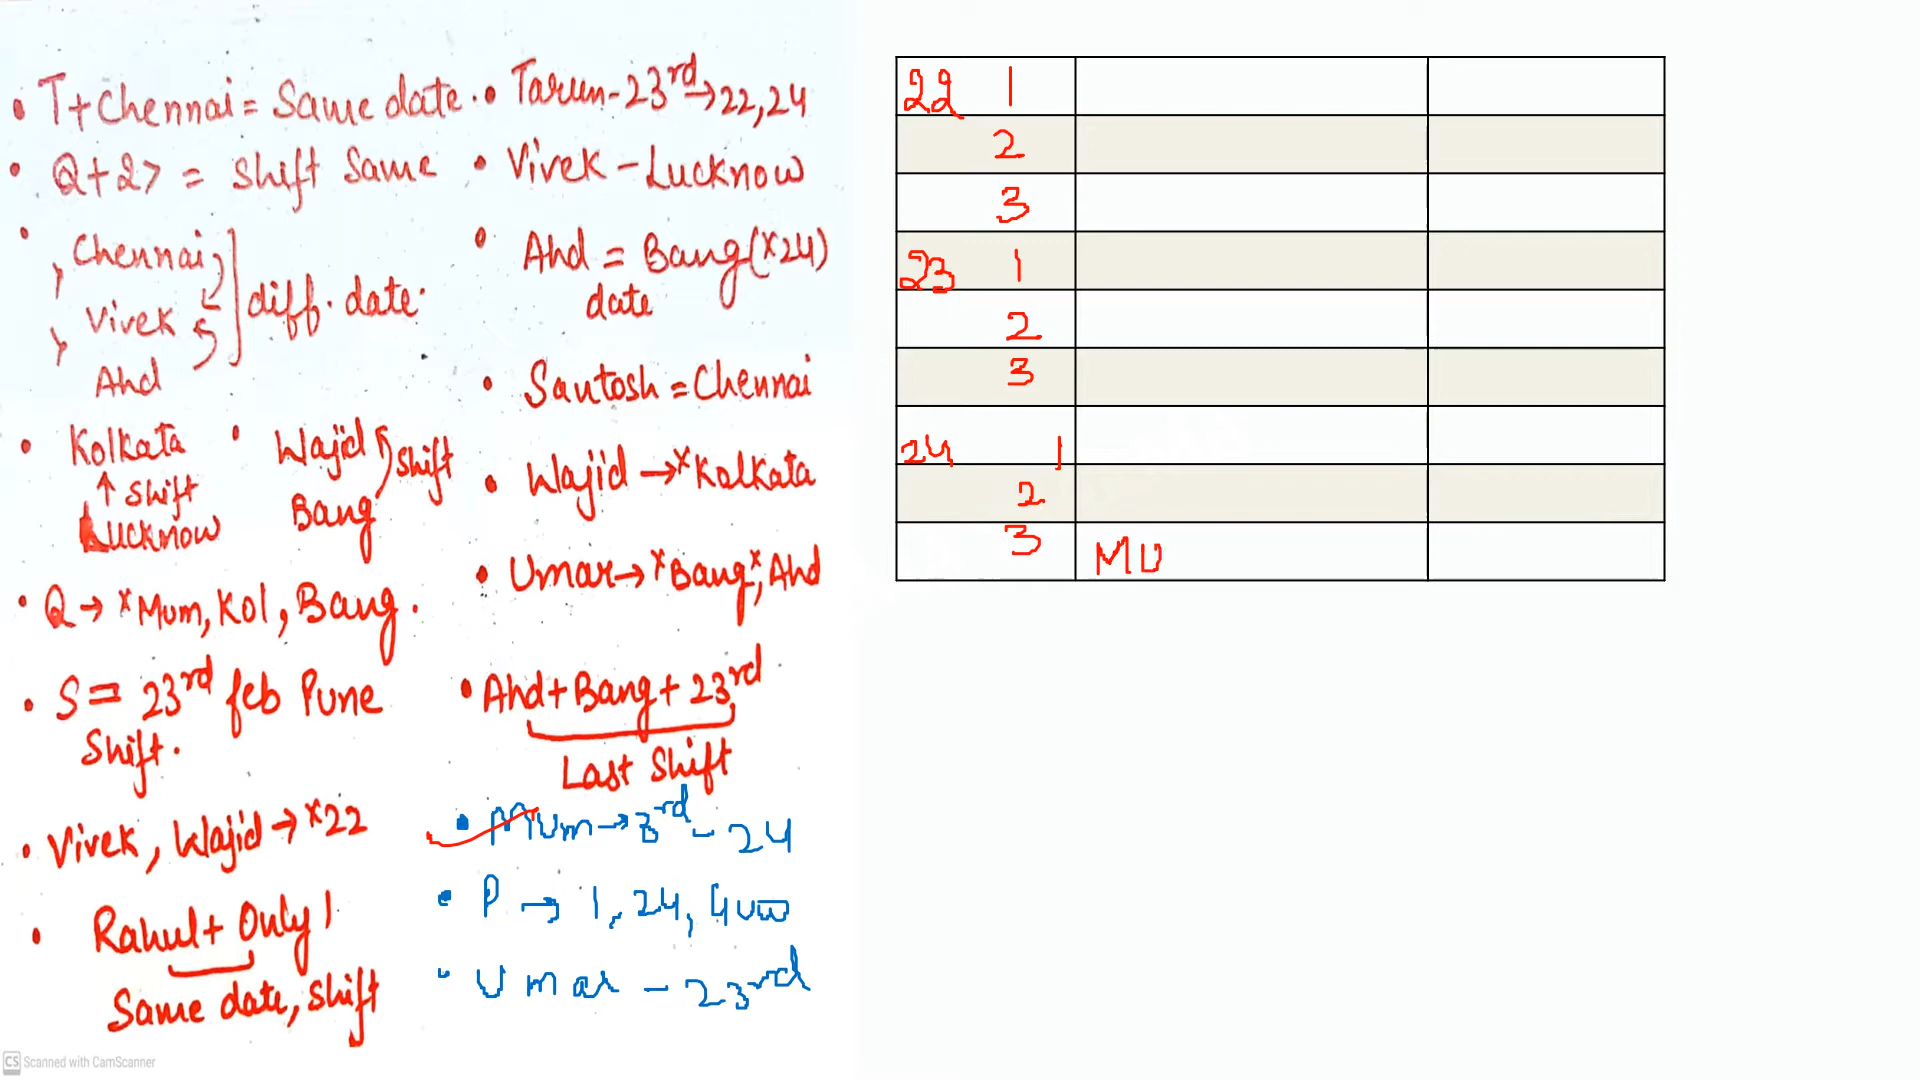 • T+Chennai = Same date.
• Q+27 = Shift Same
• Chennai
Vivek
Ahd
diff. date.
• Kolkata
↑ Shift
Lucknow
• Wajid
Bang
Shift
• Q → ×Mum, Kol, Bang.
• S = 23rd feb Pune
Shift.
• Vivek, Wajid → ×22
• Rahul + Only 1
Same date, Shift
• Tarun - 23rd → 22, 24
• Vivek - Lucknow
• Ahd = Bang (×24)
date
• Santosh = Chennai
• Wajid → ×Kolkata
• Umar → ×Bang, ×Ahd
• Ahd + Bang + 23rd
Last Shift
• Mum → 3rd - 24
• P → 1, 24,
• Umar - 23rd
22 1
2
3
23 1
2
3
24 1
2
3 MU
CS Scanned with CamScanner